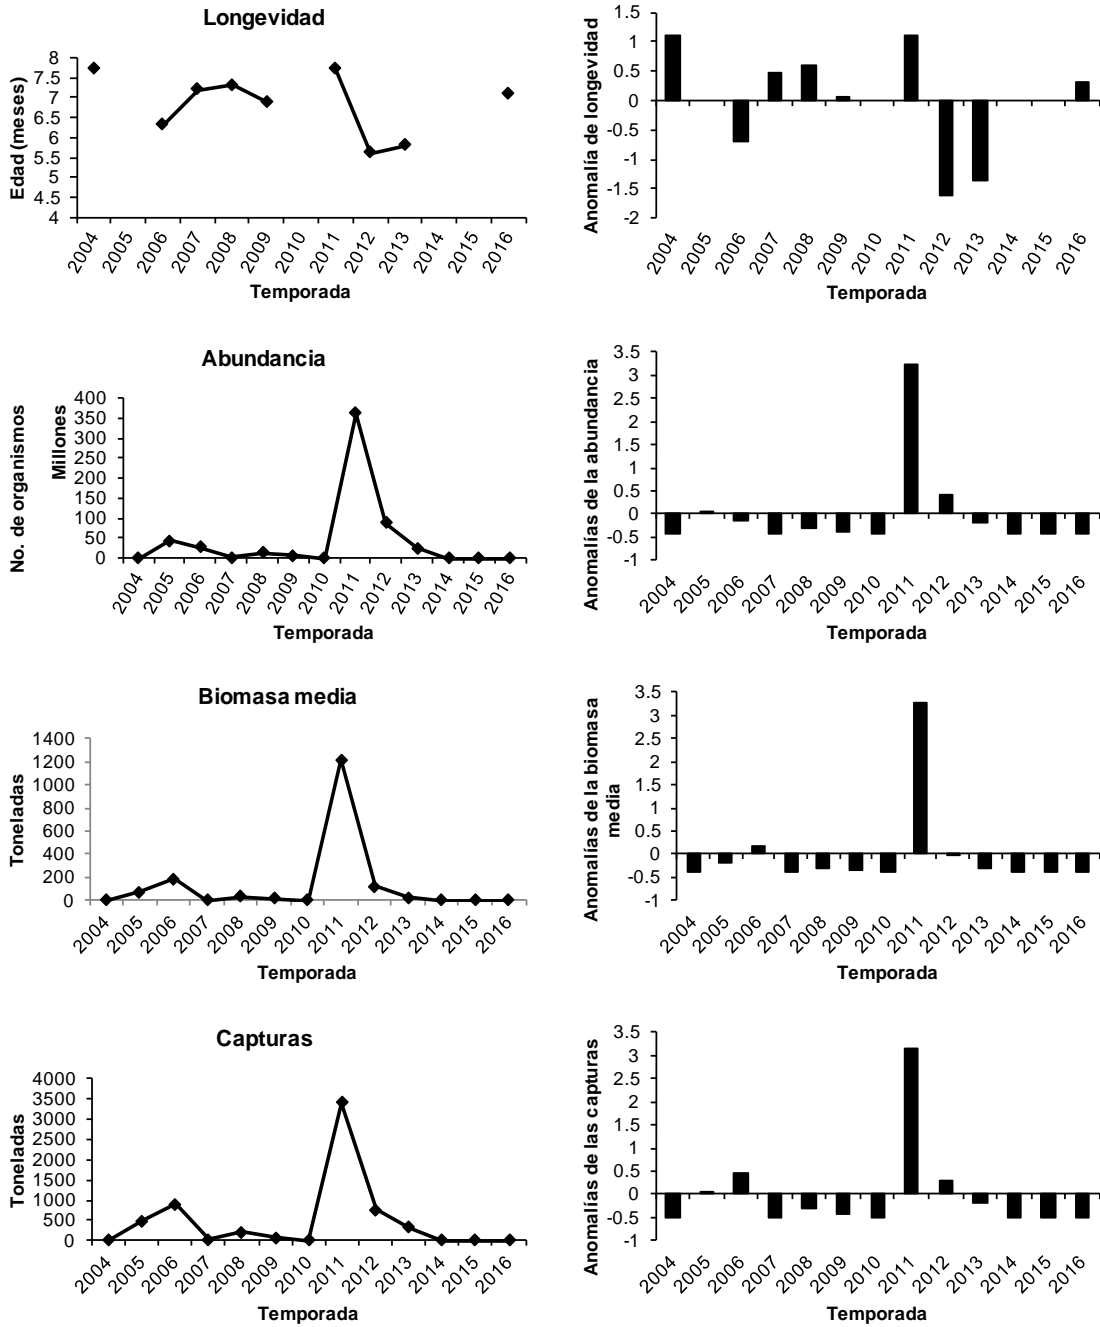 Longevidad
Edad (meses)
8
7.5
7
6.5
6
5.5
5
4.5
4
2004 2005 2006 2007 2008 2009 2010 2011 2012 2013 2014 2015 2016
Temporada
Anomalía de longevidad
1.5
1
0.5
0
-0.5
-1
-1.5
-2
2004 2005 2006 2007 2008 2009 2010 2011 2012 2013 2014 2015 2016
Temporada
Abundancia
No. de organismos
Millones
400
350
300
250
200
150
100
50
0
2004 2005 2006 2007 2008 2009 2010 2011 2012 2013 2014 2015 2016
Temporada
Anomalías de la abundancia
3.5
3
2.5
2
1.5
1
0.5
0
-0.5
-1
2004 2005 2006 2007 2008 2009 2010 2011 2012 2013 2014 2015 2016
Temporada
Biomasa media
Toneladas
1400
1200
1000
800
600
400
200
0
2004 2005 2006 2007 2008 2009 2010 2011 2012 2013 2014 2015 2016
Temporada
Anomalías de la biomasa
media
3.5
3
2.5
2
1.5
1
0.5
0
-0.5
-1
2004 2005 2006 2007 2008 2009 2010 2011 2012 2013 2014 2015 2016
Temporada
Capturas
Toneladas
4000
3500
3000
2500
2000
1500
1000
500
0
2004 2005 2006 2007 2008 2009 2010 2011 2012 2013 2014 2015 2016
Temporada
Anomalías de las capturas
3.5
3
2.5
2
1.5
1
0.5
0
-0.5
-1
2004 2005 2006 2007 2008 2009 2010 2011 2012 2013 2014 2015 2016
Temporada